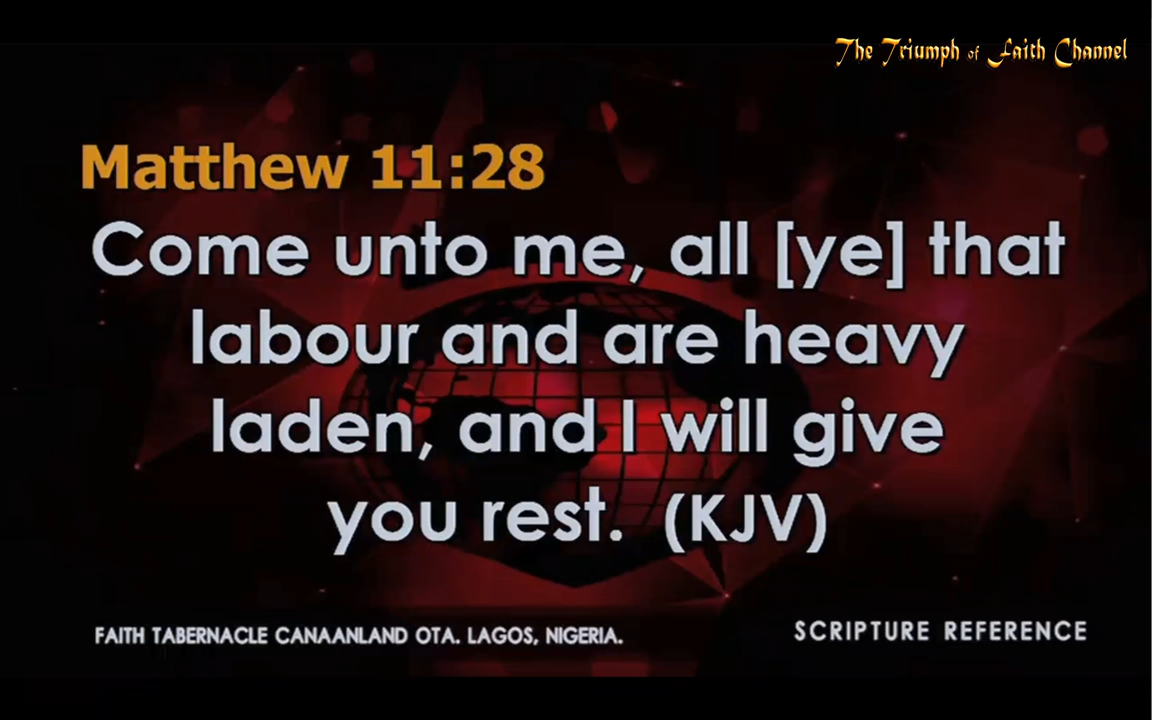 The Triumph of Faith Channel
Matthew 11:28
Come unto me, all [ye] that
labour and are heavy
laden, and I will give
you rest. (KJV)
FAITH TABERNACLE CANAANLAND OTA. LAGOS, NIGERIA.
SCRIPTURE REFERENCE